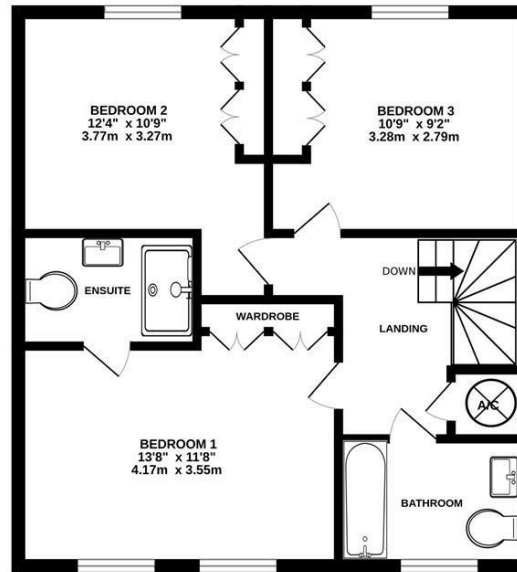 BEDROOM 2
12'4" x 10'9"
3.77m x 3.27m
BEDROOM 3
10'9" x 9'2"
3.28m x 2.79m
ENSUITE
DOWN
WARDROBE
LANDING
A/C
BEDROOM 1
13'8" x 11'8"
4.17m x 3.55m
BATHROOM